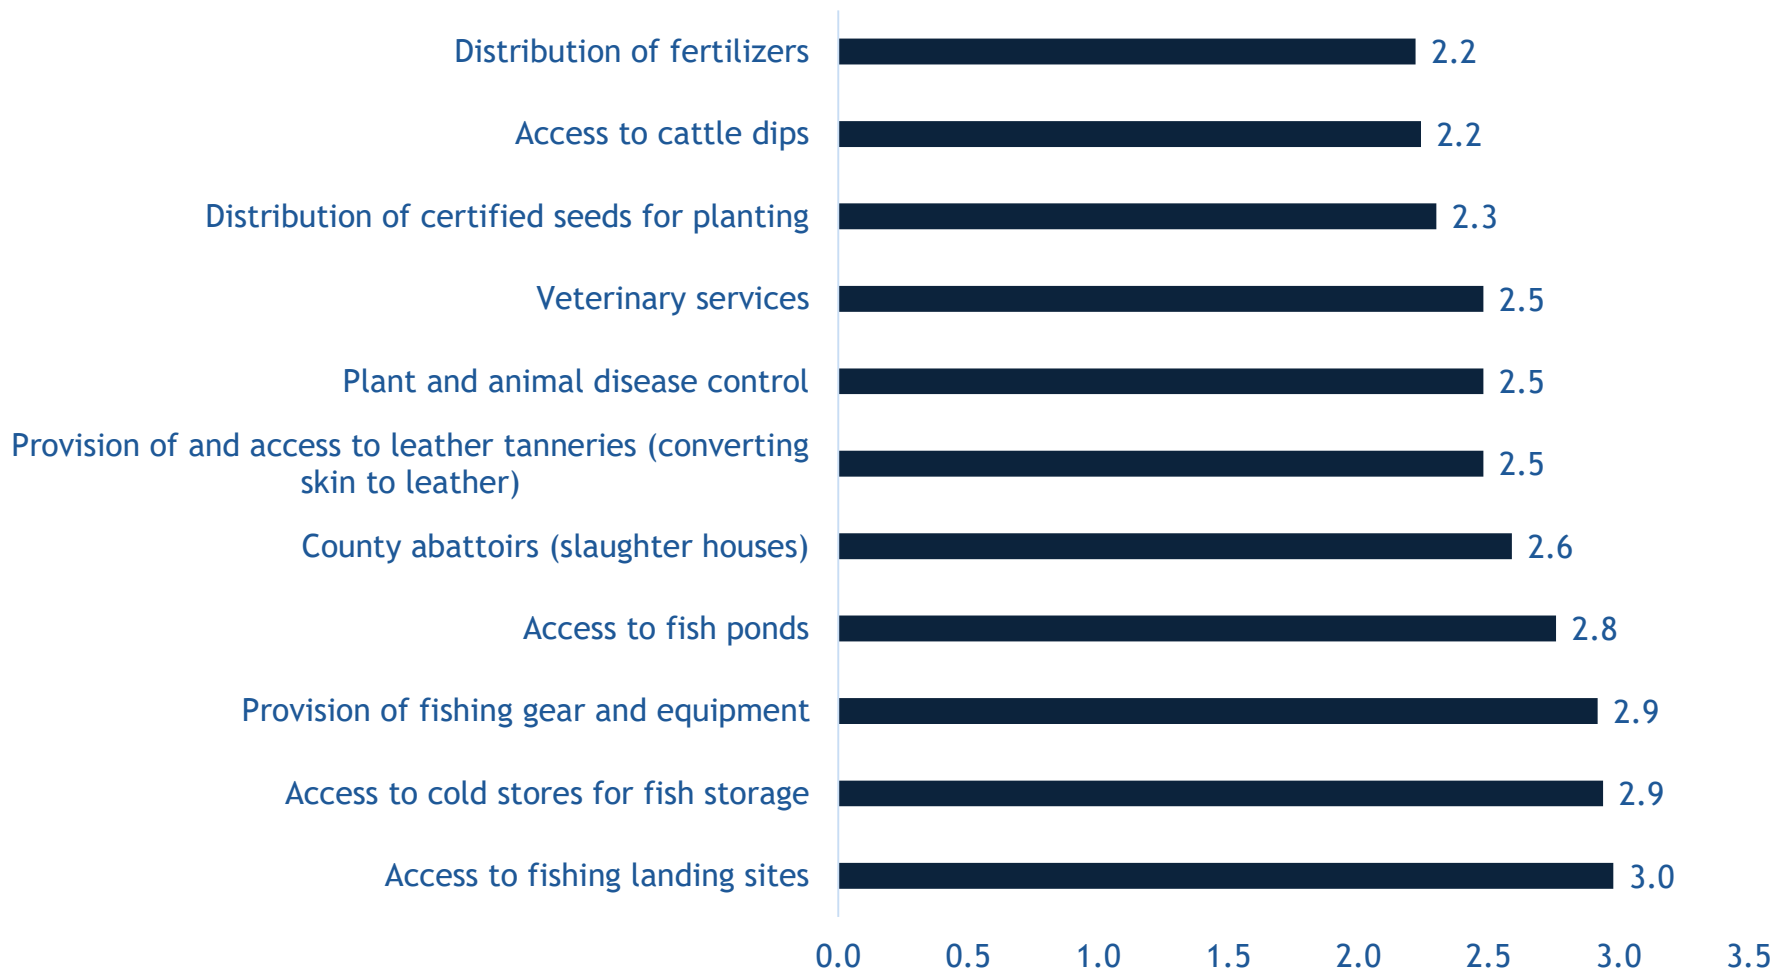 Distribution of fertilizers 2.2
Access to cattle dips 2.2
Distribution of certified seeds for planting 2.3
Veterinary services 2.5
Plant and animal disease control 2.5
Provision of and access to leather tanneries (converting
skin to leather) 2.5
County abattoirs (slaughter houses) 2.6
Access to fish ponds 2.8
Provision of fishing gear and equipment 2.9
Access to cold stores for fish storage 2.9
Access to fishing landing sites 3.0
0.0 0.5 1.0 1.5 2.0 2.5 3.0 3.5